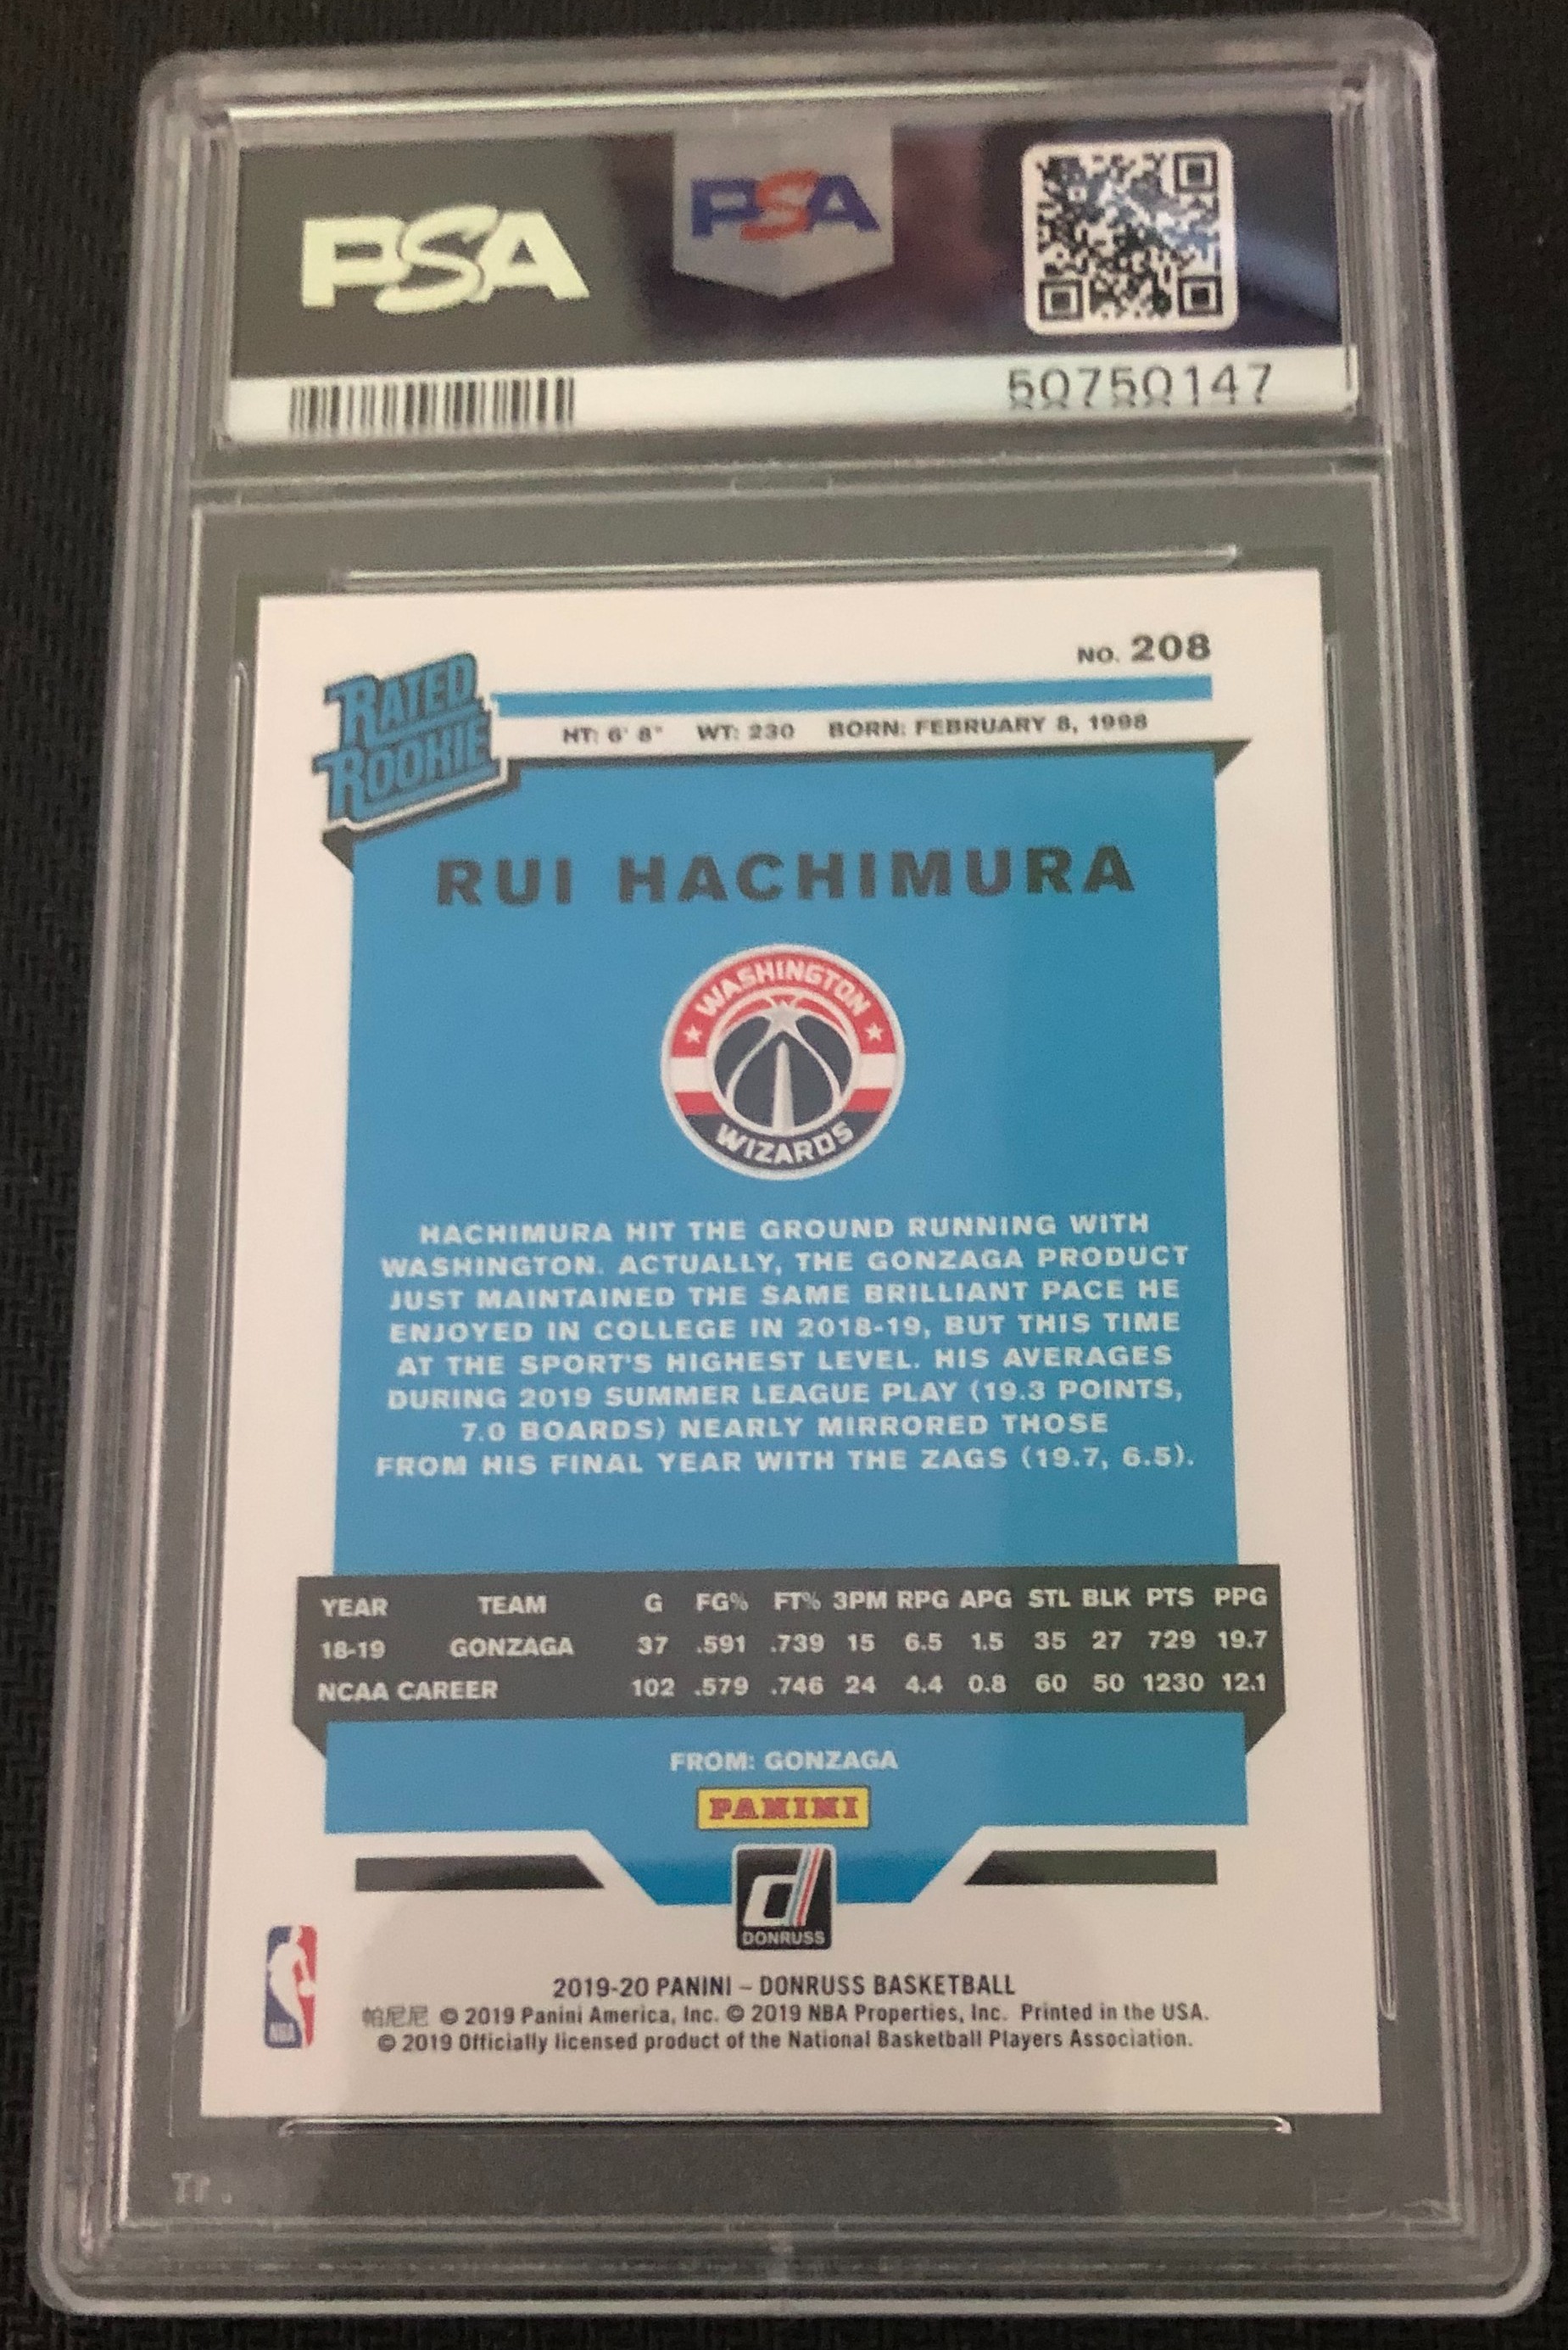 PSA
PSA
50750147
NO. 208
RATED
ROOKIE
HT: 6' 8" WT: 230 BORN: FEBRUARY 8, 1998
RUI HACHIMURA
WASHINGTON
WIZARDS
HACHIMURA HIT THE GROUND RUNNING WITH
WASHINGTON. ACTUALLY, THE GONZAGA PRODUCT
JUST MAINTAINED THE SAME BRILLIANT PACE HE
ENJOYED IN COLLEGE IN 2018-19, BUT THIS TIME
AT THE SPORT'S HIGHEST LEVEL. HIS AVERAGES
DURING 2019 SUMMER LEAGUE PLAY (19.3 POINTS,
7.0 BOARDS) NEARLY MIRRORED THOSE
FROM HIS FINAL YEAR WITH THE ZAGS (19.7, 6.5).
YEAR TEAM G FG% FT% 3PM RPG APG STL BLK PTS PPG
18-19 GONZAGA 37 .591 .739 15 6.5 1.5 35 27 729 19.7
NCAA CAREER 102 .579 .746 24 4.4 0.8 60 50 1230 12.1
FROM: GONZAGA
PANINI
d
DONRUSS
NBA
2019-20 PANINI – DONRUSS BASKETBALL
帕尼尼 © 2019 Panini America, Inc. © 2019 NBA Properties, Inc. Printed in the USA.
© 2019 Officially licensed product of the National Basketball Players Association.